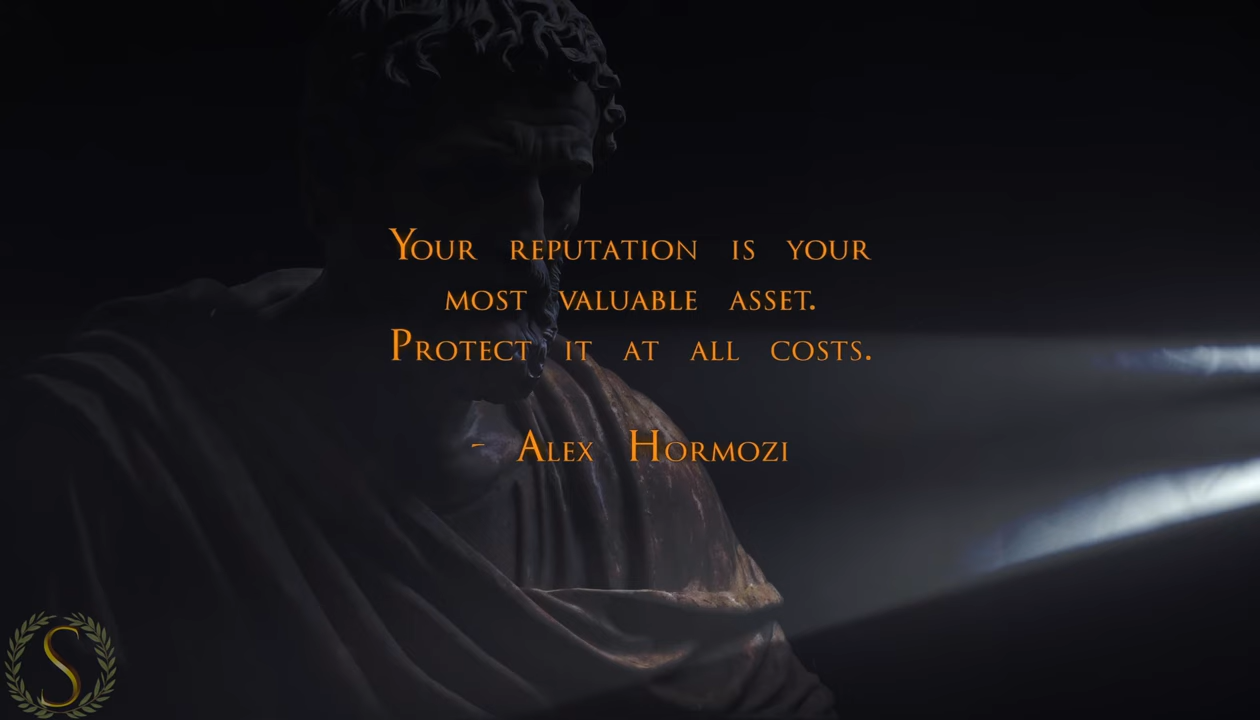 Your reputation is your
most valuable asset.
Protect it at all costs.
- Alex Hormozi
S